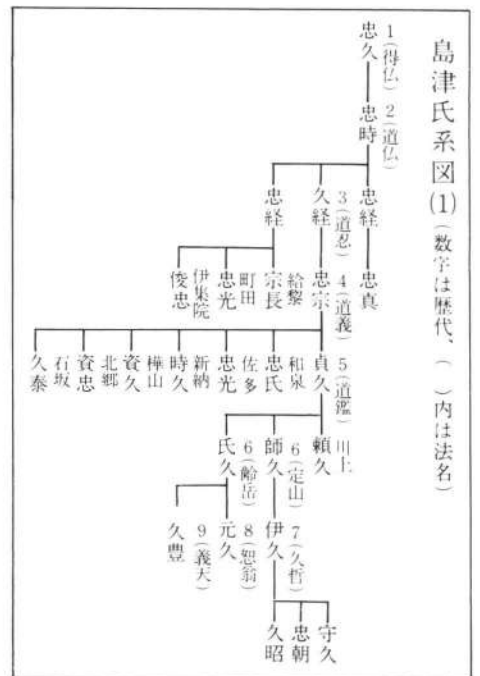 島津氏系図(1)(数字は歴代、( )内は法名)
1(得仏)
忠久
2(道仏)
忠時
忠経
忠真
3(道忍)
久経
4(道義)
忠宗
忠経
給黎
宗長
町田
忠光
伊集院
俊忠
5(道鑑)
貞久
和泉
忠氏
佐多
忠光
新納
時久
樺山
資久
北郷
資忠
石坂
久泰
川上
頼久
6(定山)
師久
6(齢岳)
氏久
7(久哲)
伊久
8(恕翁)
元久
9(義天)
久豊
守久
忠朝
久昭